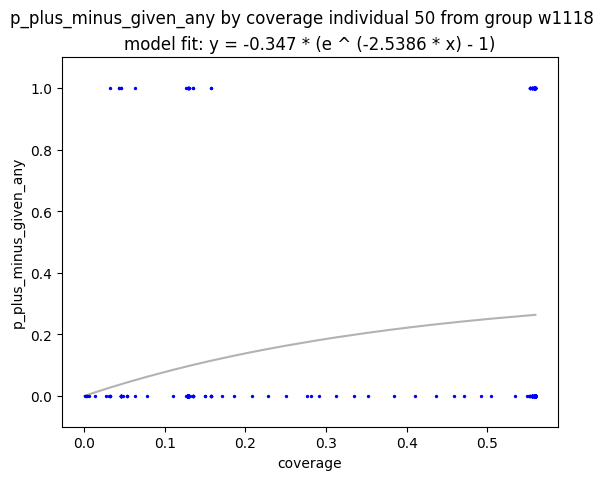 p_plus_minus_given_any by coverage individual 50 from group w1118
model fit: y = -0.347 * (e ^ (-2.5386 * x) - 1)
1.0
0.8
0.6
0.4
0.2
0.0
p_plus_minus_given_any
0.0 0.1 0.2 0.3 0.4 0.5
coverage